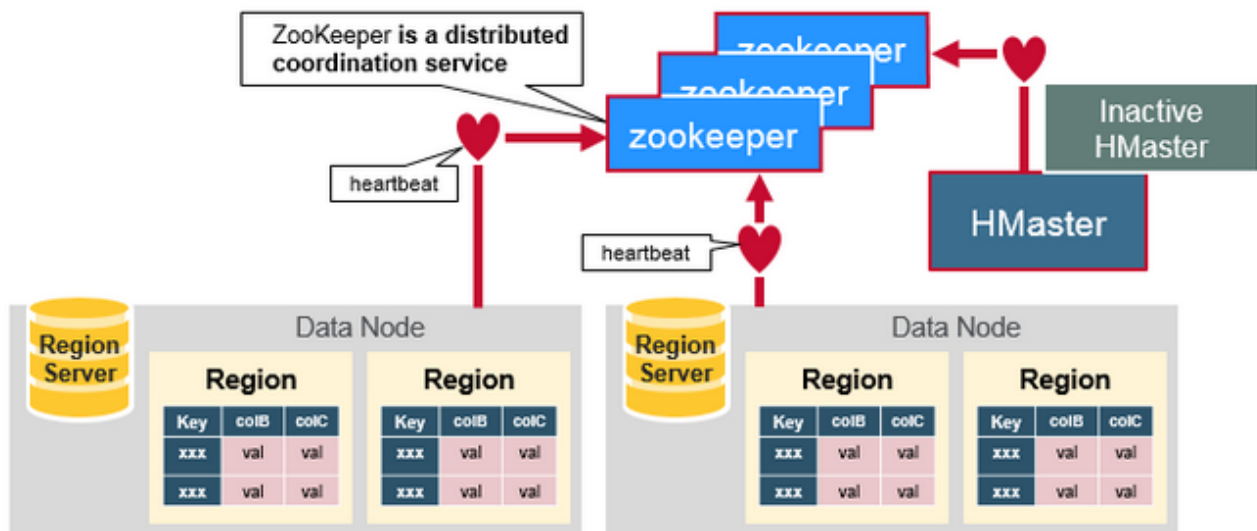 ZooKeeper is a distributed
coordination service
zookeeper
zookeeper
zookeeper
Inactive
HMaster
HMaster
heartbeat
heartbeat
Data Node
Region
Server
Region
Key colB colC
xxx val val
xxx val val
Region
Key colB colC
xxx val val
xxx val val
Data Node
Region
Server
Region
Key colB colC
xxx val val
xxx val val
Region
Key colB colC
xxx val val
xxx val val